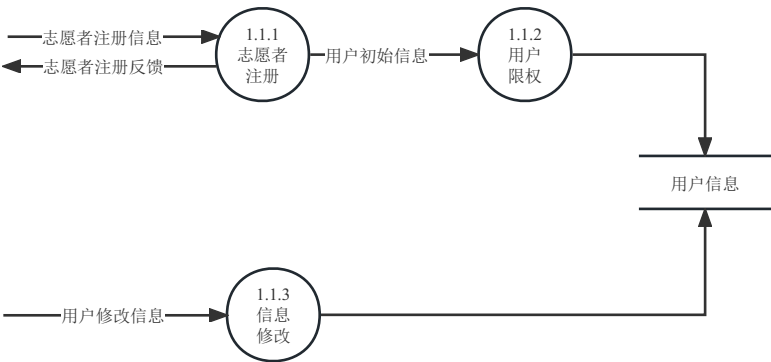 志愿者注册信息
志愿者注册反馈
1.1.1
志愿者
注册
用户初始信息
1.1.2
用户
限权
用户信息
用户修改信息
1.1.3
信息
修改